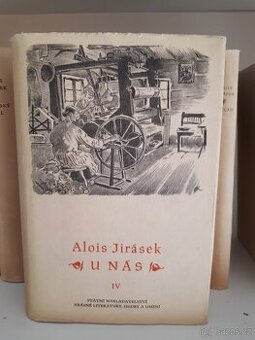 Alois Jirásek
U NÁS
IV
STÁTNÍ NAKLADATELSTVÍ
KRÁSNÉ LITERATURY, HUDBY A UMĚNÍ